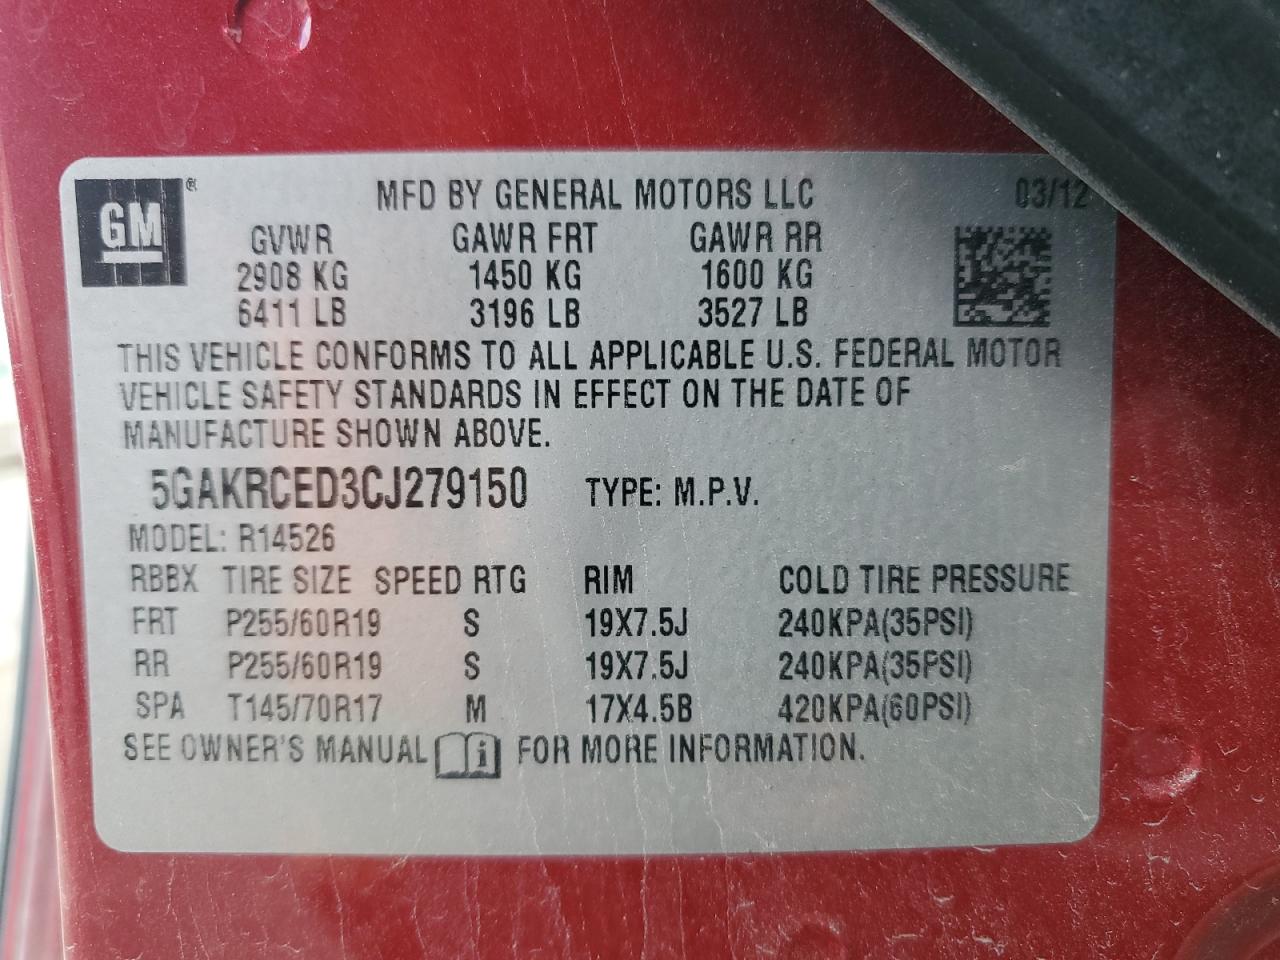 GM ® MFD BY GENERAL MOTORS LLC 03/12
GVWR GAWR FRT GAWR RR
2908 KG 1450 KG 1600 KG
6411 LB 3196 LB 3527 LB
THIS VEHICLE CONFORMS TO ALL APPLICABLE U.S. FEDERAL MOTOR
VEHICLE SAFETY STANDARDS IN EFFECT ON THE DATE OF
MANUFACTURE SHOWN ABOVE.
5GAKRCED3CJ279150 TYPE: M.P.V.
MODEL: R14526
RBBX TIRE SIZE SPEED RTG RIM COLD TIRE PRESSURE
FRT P255/60R19 S 19X7.5J 240KPA(35PSI)
RR P255/60R19 S 19X7.5J 240KPA(35PSI)
SPA T145/70R17 M 17X4.5B 420KPA(60PSI)
SEE OWNER'S MANUAL i FOR MORE INFORMATION.